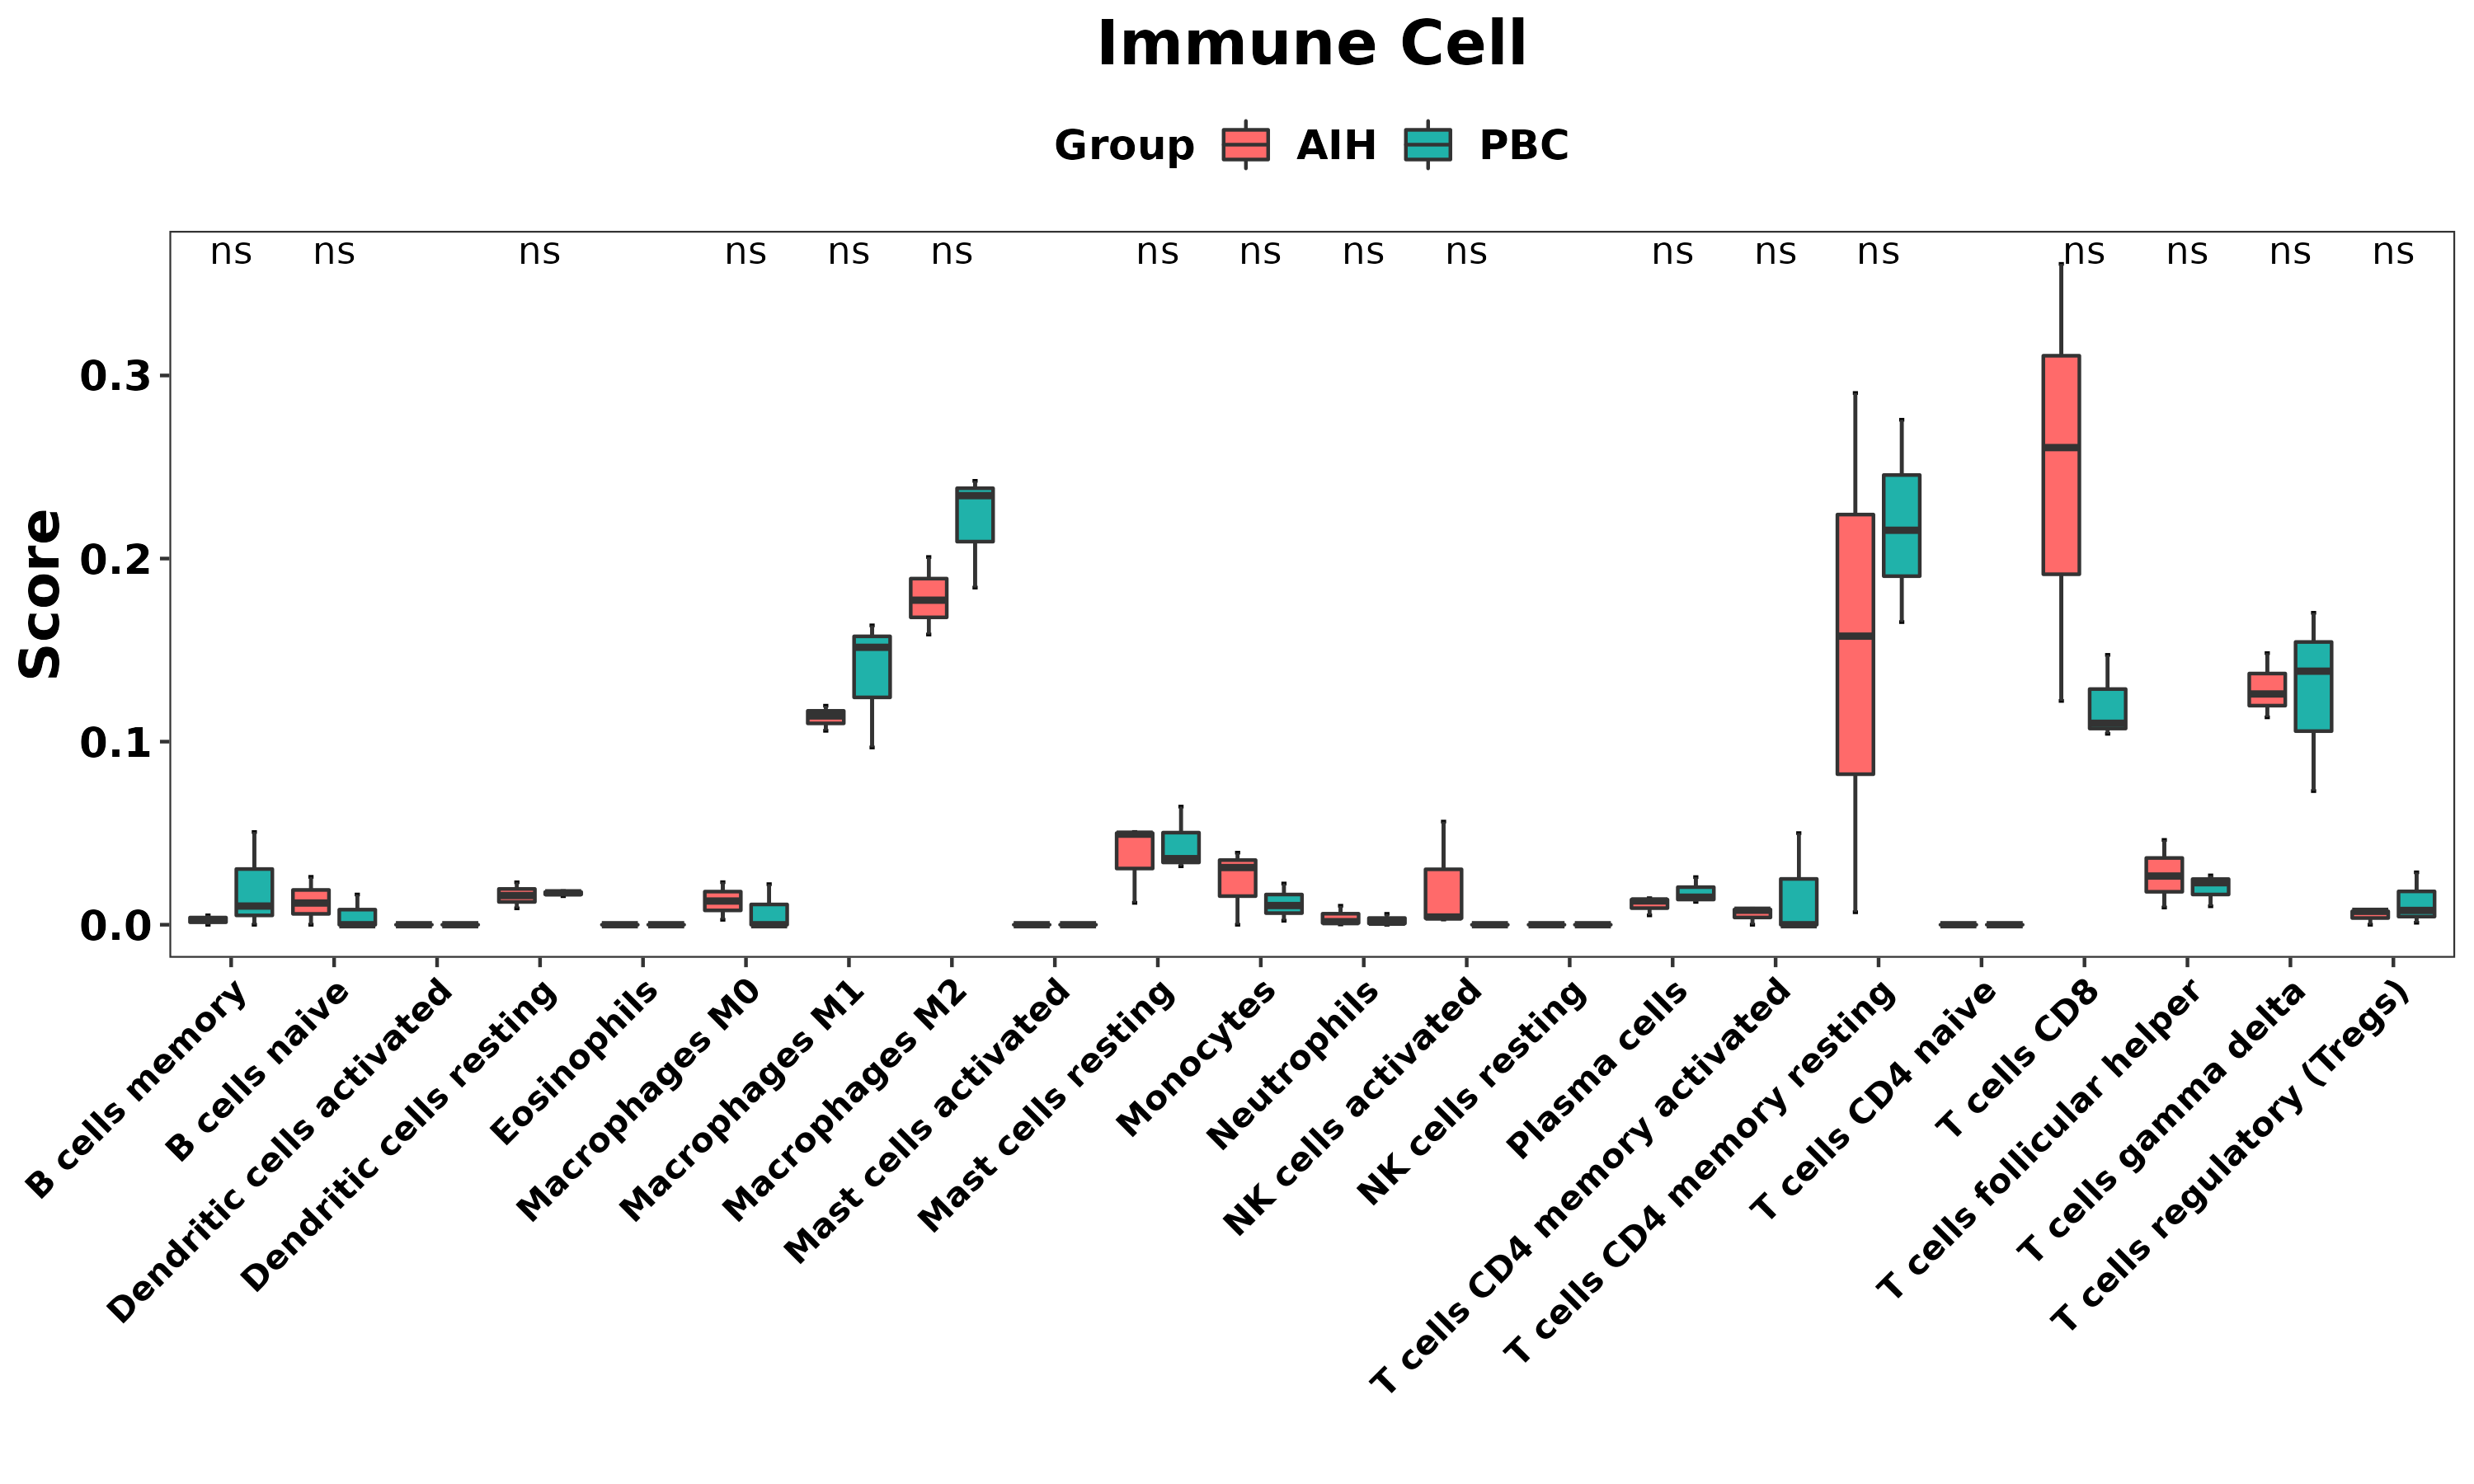 Immune Cell
Group AIH PBC
ns ns ns ns ns ns ns ns ns ns ns ns ns ns ns ns ns
Score
0.3
0.2
0.1
0.0
B cells memory
B cells naive
Dendritic cells activated
Dendritic cells resting
Eosinophils
Macrophages M0
Macrophages M1
Macrophages M2
Mast cells activated
Mast cells resting
Monocytes
Neutrophils
NK cells activated
NK cells resting
Plasma cells
T cells CD4 memory activated
T cells CD4 memory resting
T cells CD4 naive
T cells CD8
T cells follicular helper
T cells gamma delta
T cells regulatory (Tregs)